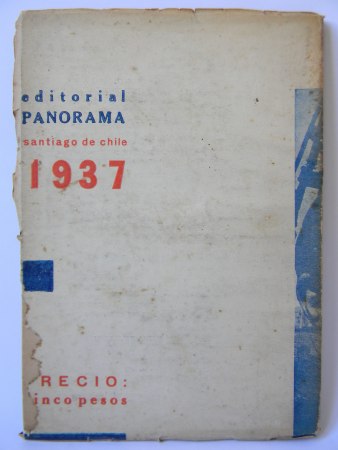 editorial
PANORAMA
santiago de chile
1937
RECIO:
inco pesos